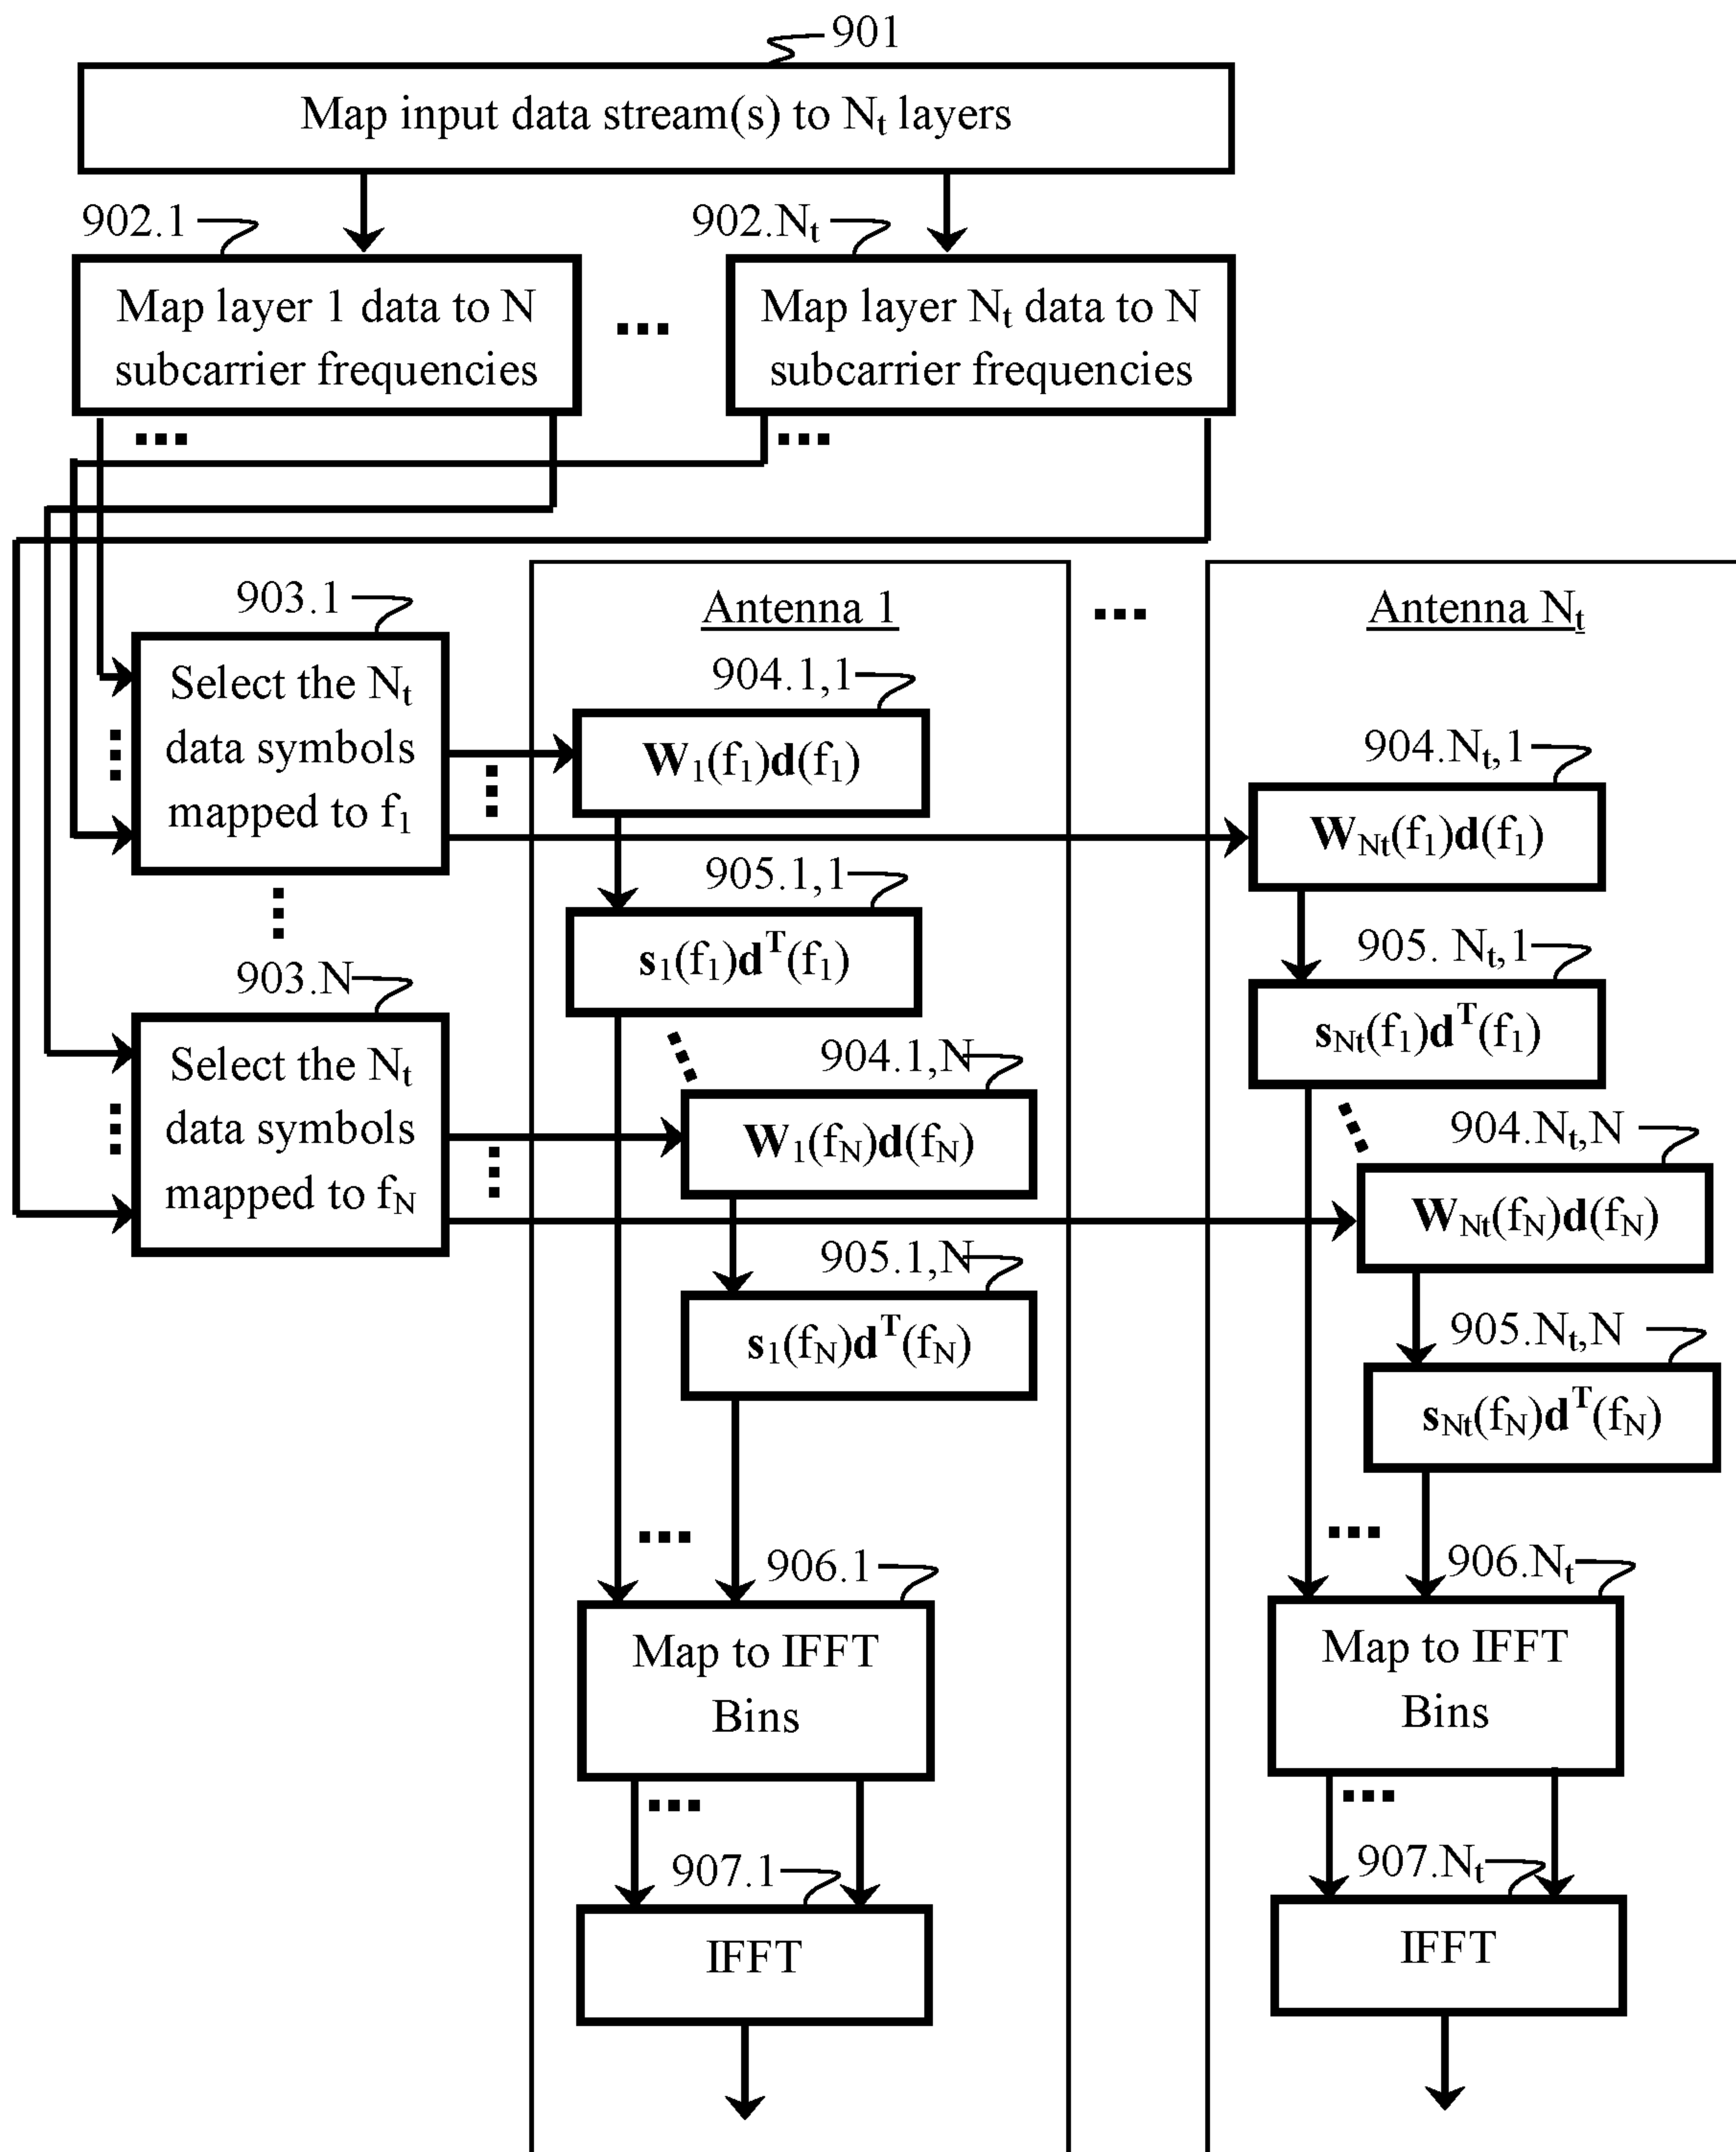 901
Map input data stream(s) to Nt layers
902.1
902.Nt
Map layer 1 data to N
subcarrier frequencies
Map layer Nt data to N
subcarrier frequencies
903.1
Select the Nt
data symbols
mapped to f1
903.N
Select the Nt
data symbols
mapped to fN
Antenna 1
904.1,1
W1(f1)d(f1)
905.1,1
s1(f1)dT(f1)
904.1,N
W1(fN)d(fN)
905.1,N
s1(fN)dT(fN)
906.1
Map to IFFT
Bins
907.1
IFFT
Antenna Nt
904.Nt,1
WNt(f1)d(f1)
905. Nt,1
sNt(f1)dT(f1)
904.Nt,N
WNt(fN)d(fN)
905.Nt,N
sNt(fN)dT(fN)
906.Nt
Map to IFFT
Bins
907.Nt
IFFT